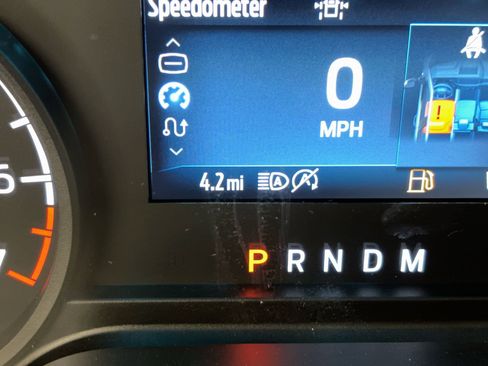 Speedometer
0
MPH
4.2 mi
P R N D M